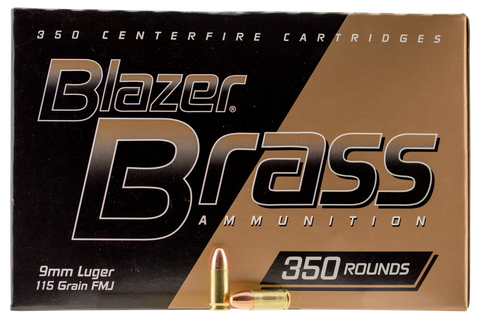 350 CENTERFIRE CARTRIDGES
Blazer®
Brass
AMMUNITION
9mm Luger
115 Grain FMJ
350 ROUNDS